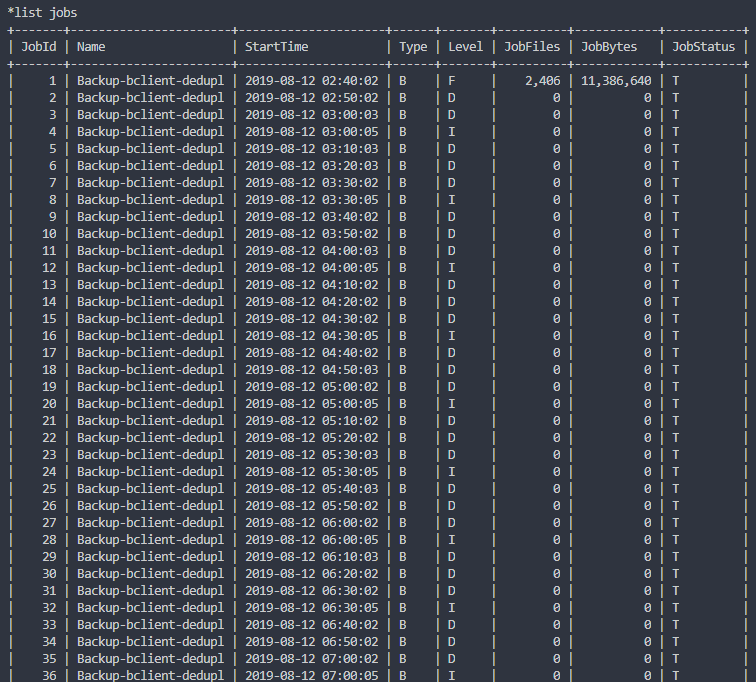 *list jobs
+-------+-----------------------+---------------------+------+-------+----------+------------+-----------+
| JobId | Name                  | StartTime           | Type | Level | JobFiles | JobBytes   | JobStatus |
+-------+-----------------------+---------------------+------+-------+----------+------------+-----------+
|     1 | Backup-bclient-dedupl | 2019-08-12 02:40:02 | B    | F     |    2,406 | 11,386,640 | T         |
|     2 | Backup-bclient-dedupl | 2019-08-12 02:50:02 | B    | D     |        0 |          0 | T         |
|     3 | Backup-bclient-dedupl | 2019-08-12 03:00:03 | B    | D     |        0 |          0 | T         |
|     4 | Backup-bclient-dedupl | 2019-08-12 03:00:05 | B    | I     |        0 |          0 | T         |
|     5 | Backup-bclient-dedupl | 2019-08-12 03:10:03 | B    | D     |        0 |          0 | T         |
|     6 | Backup-bclient-dedupl | 2019-08-12 03:20:03 | B    | D     |        0 |          0 | T         |
|     7 | Backup-bclient-dedupl | 2019-08-12 03:30:02 | B    | D     |        0 |          0 | T         |
|     8 | Backup-bclient-dedupl | 2019-08-12 03:30:05 | B    | I     |        0 |          0 | T         |
|     9 | Backup-bclient-dedupl | 2019-08-12 03:40:02 | B    | D     |        0 |          0 | T         |
|    10 | Backup-bclient-dedupl | 2019-08-12 03:50:02 | B    | D     |        0 |          0 | T         |
|    11 | Backup-bclient-dedupl | 2019-08-12 04:00:03 | B    | D     |        0 |          0 | T         |
|    12 | Backup-bclient-dedupl | 2019-08-12 04:00:05 | B    | I     |        0 |          0 | T         |
|    13 | Backup-bclient-dedupl | 2019-08-12 04:10:02 | B    | D     |        0 |          0 | T         |
|    14 | Backup-bclient-dedupl | 2019-08-12 04:20:02 | B    | D     |        0 |          0 | T         |
|    15 | Backup-bclient-dedupl | 2019-08-12 04:30:02 | B    | D     |        0 |          0 | T         |
|    16 | Backup-bclient-dedupl | 2019-08-12 04:30:05 | B    | I     |        0 |          0 | T         |
|    17 | Backup-bclient-dedupl | 2019-08-12 04:40:02 | B    | D     |        0 |          0 | T         |
|    18 | Backup-bclient-dedupl | 2019-08-12 04:50:03 | B    | D     |        0 |          0 | T         |
|    19 | Backup-bclient-dedupl | 2019-08-12 05:00:02 | B    | D     |        0 |          0 | T         |
|    20 | Backup-bclient-dedupl | 2019-08-12 05:00:05 | B    | I     |        0 |          0 | T         |
|    21 | Backup-bclient-dedupl | 2019-08-12 05:10:02 | B    | D     |        0 |          0 | T         |
|    22 | Backup-bclient-dedupl | 2019-08-12 05:20:02 | B    | D     |        0 |          0 | T         |
|    23 | Backup-bclient-dedupl | 2019-08-12 05:30:03 | B    | D     |        0 |          0 | T         |
|    24 | Backup-bclient-dedupl | 2019-08-12 05:30:05 | B    | I     |        0 |          0 | T         |
|    25 | Backup-bclient-dedupl | 2019-08-12 05:40:03 | B    | D     |        0 |          0 | T         |
|    26 | Backup-bclient-dedupl | 2019-08-12 05:50:02 | B    | D     |        0 |          0 | T         |
|    27 | Backup-bclient-dedupl | 2019-08-12 06:00:02 | B    | D     |        0 |          0 | T         |
|    28 | Backup-bclient-dedupl | 2019-08-12 06:00:05 | B    | I     |        0 |          0 | T         |
|    29 | Backup-bclient-dedupl | 2019-08-12 06:10:03 | B    | D     |        0 |          0 | T         |
|    30 | Backup-bclient-dedupl | 2019-08-12 06:20:02 | B    | D     |        0 |          0 | T         |
|    31 | Backup-bclient-dedupl | 2019-08-12 06:30:02 | B    | D     |        0 |          0 | T         |
|    32 | Backup-bclient-dedupl | 2019-08-12 06:30:05 | B    | I     |        0 |          0 | T         |
|    33 | Backup-bclient-dedupl | 2019-08-12 06:40:02 | B    | D     |        0 |          0 | T         |
|    34 | Backup-bclient-dedupl | 2019-08-12 06:50:02 | B    | D     |        0 |          0 | T         |
|    35 | Backup-bclient-dedupl | 2019-08-12 07:00:02 | B    | D     |        0 |          0 | T         |
|    36 | Backup-bclient-dedupl | 2019-08-12 07:00:05 | B    | I     |        0 |          0 | T         |